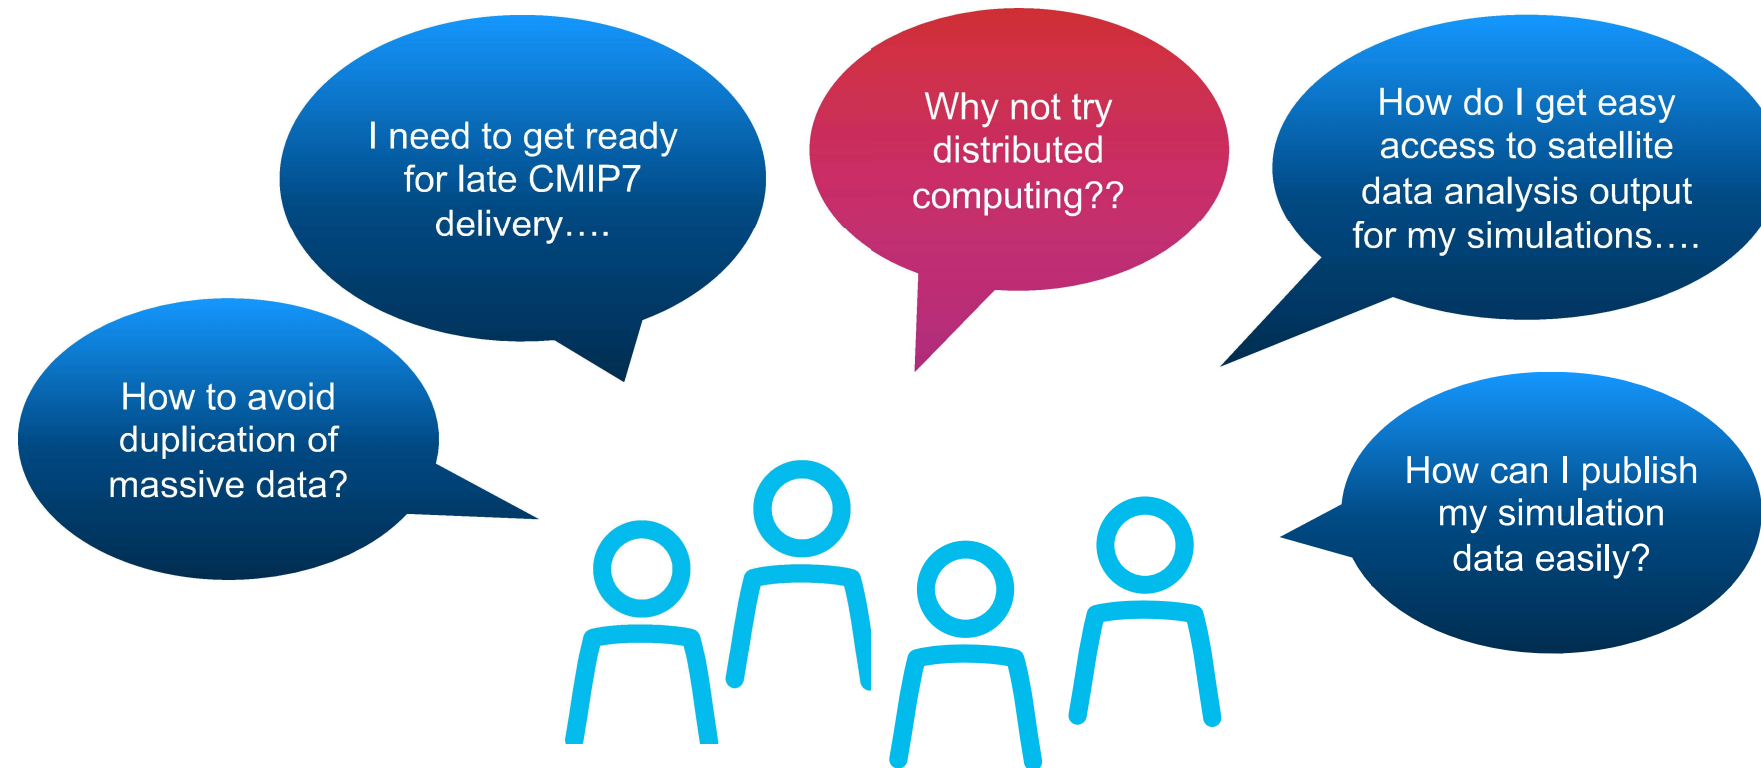 I need to get ready
for late CMIP7
delivery….
Why not try
distributed
computing??
How do I get easy
access to satellite
data analysis output
for my simulations….
How to avoid
duplication of
massive data?
How can I publish
my simulation
data easily?